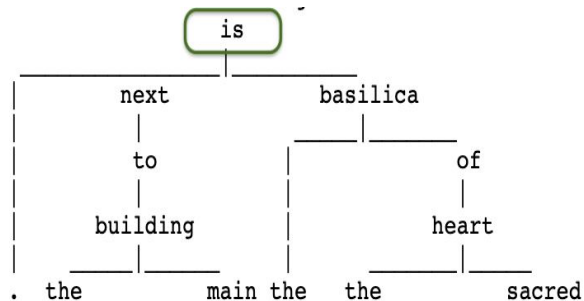 is
next basilica
to of
building heart
. the main the the sacred